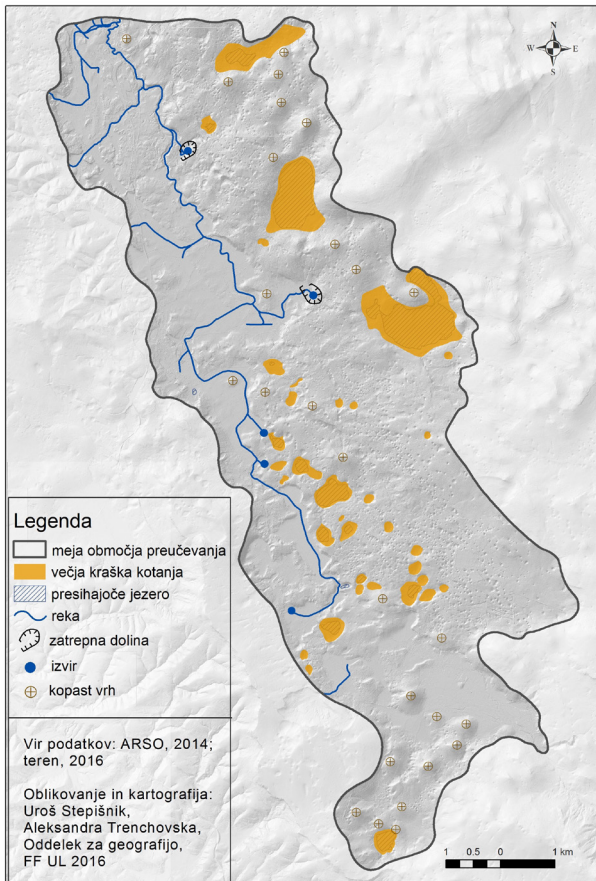 N
W E
S
Legenda
meja območja preučevanja
večja kraška kotanja
presihajoče jezero
reka
zatrepna dolina
izvir
kopast vrh
Vir podatkov: ARSO, 2014;
teren, 2016
Oblikovanje in kartografija:
Uroš Stepišnik,
Aleksandra Trenchovska,
Oddelek za geografijo,
FF UL 2016
1 0.5 0 1 km